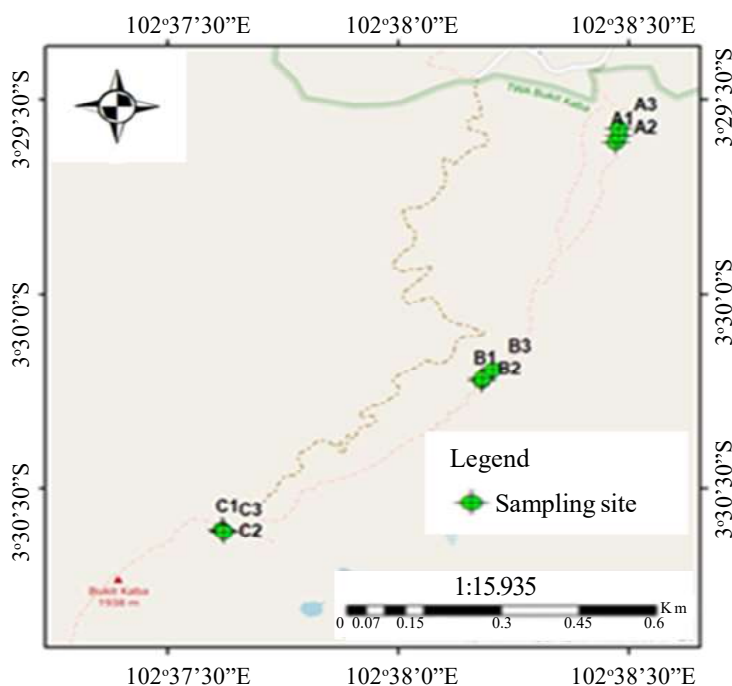 102°37'30"E 102°38'0"E 102°38'30"E
3°29'30"S
3°29'30"S
TWA Bukit Kaba
A3
A1 A2
3°30'0"S
3°30'0"S
B3
B1
B2
Legend
Sampling site
3°30'30"S
3°30'30"S
C1 C3
C2
Bukit Kaba
1938 m
1:15.935
Km
0 0.07 0.15 0.3 0.45 0.6
102°37'30"E 102°38'0"E 102°38'30"E